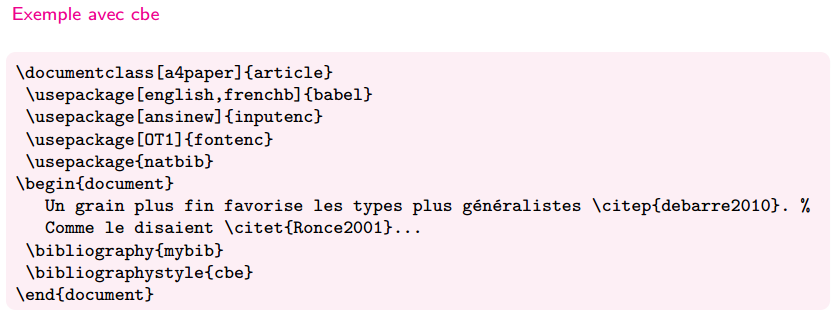 Exemple avec cbe
\documentclass[a4paper]{article}
\usepackage[english,frenchb]{babel}
\usepackage[ansinew]{inputenc}
\usepackage[OT1]{fontenc}
\usepackage{natbib}
\begin{document}
Un grain plus fin favorise les types plus généralistes \citep{debarre2010}. %
Comme le disaient \citet{Ronce2001}...
\bibliography{mybib}
\bibliographystyle{cbe}
\end{document}